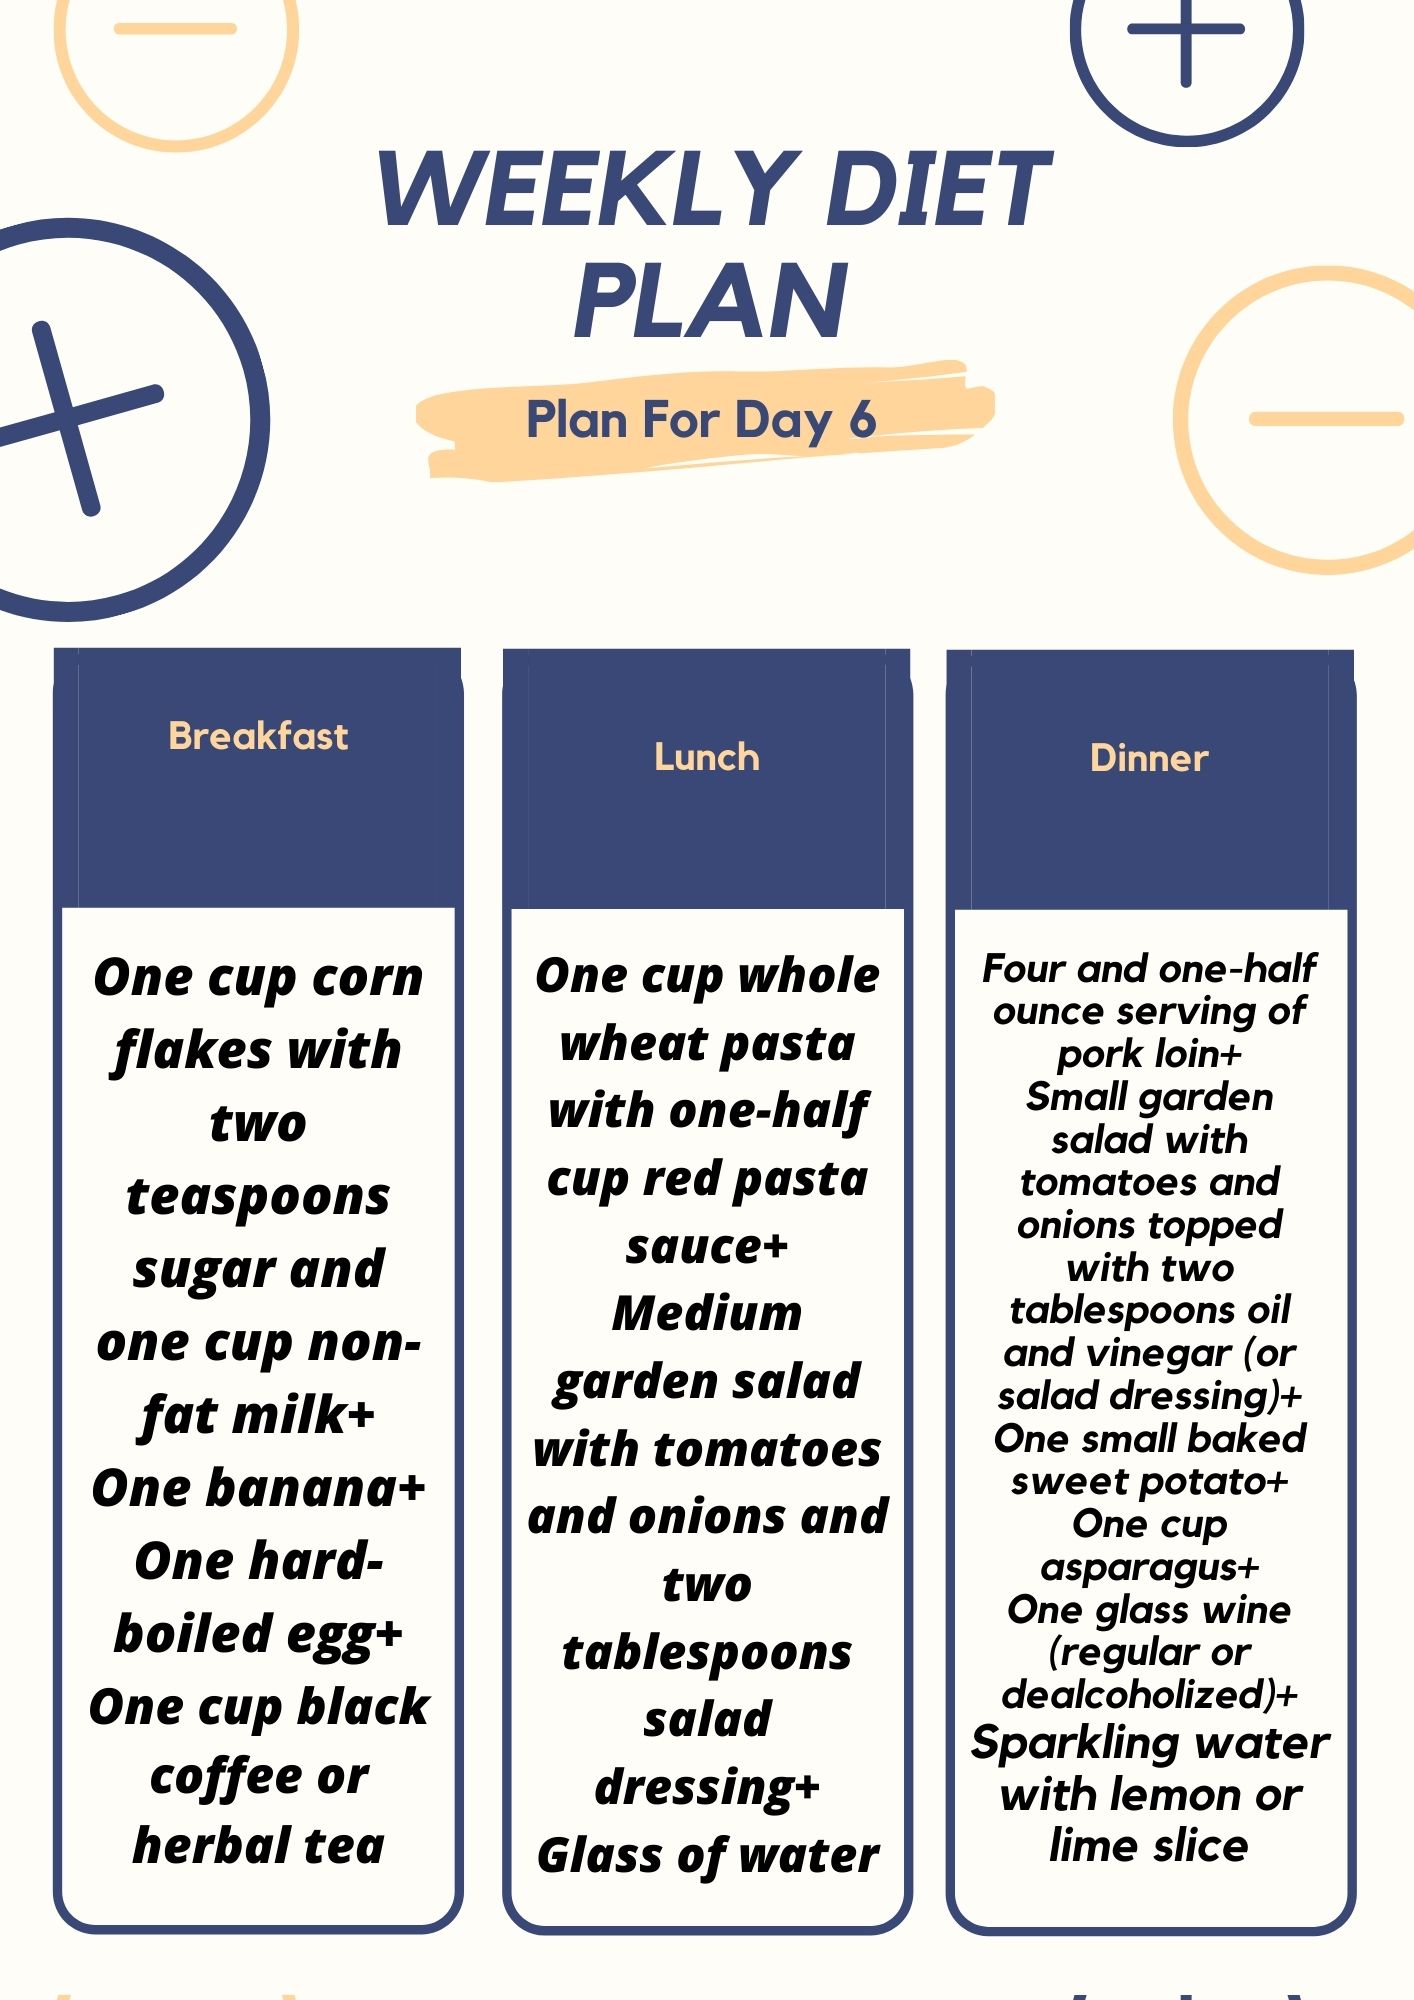 WEEKLY DIET
PLAN
Plan For Day 6
Breakfast
One cup corn
flakes with
two
teaspoons
sugar and
one cup non-
fat milk+
One banana+
One hard-
boiled egg+
One cup black
coffee or
herbal tea
Lunch
One cup whole
wheat pasta
with one-half
cup red pasta
sauce+
Medium
garden salad
with tomatoes
and onions and
two
tablespoons
salad
dressing+
Glass of water
Dinner
Four and one-half
ounce serving of
pork loin+
Small garden
salad with
tomatoes and
onions topped
with two
tablespoons oil
and vinegar (or
salad dressing)+
One small baked
sweet potato+
One cup
asparagus+
One glass wine
(regular or
dealcoholized)+
Sparkling water
with lemon or
lime slice